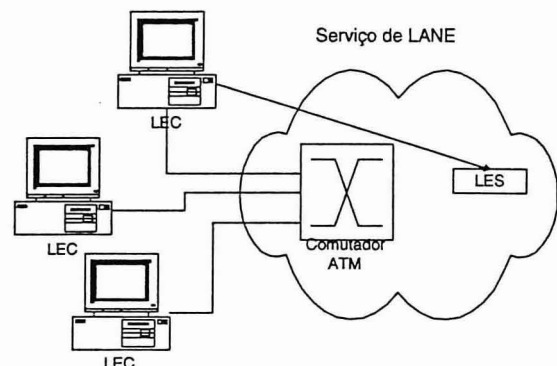 Serviço de LANE
LEC
LES
LEC
Comutador
ATM
LEC